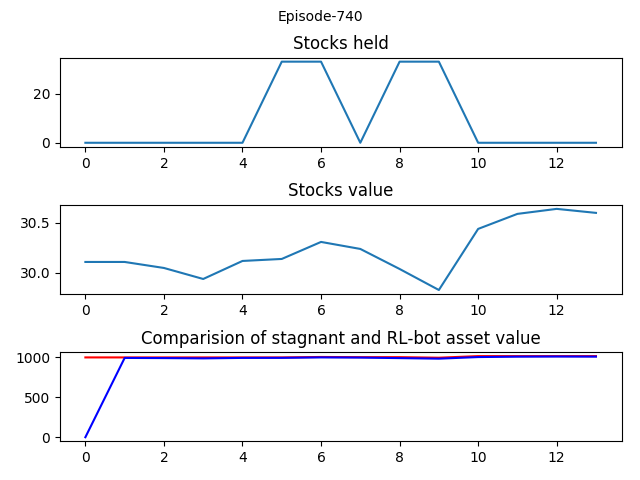 Episode-740
Stocks held
20
0
0 2 4 6 8 10 12
Stocks value
30.5
30.0
0 2 4 6 8 10 12
Comparision of stagnant and RL-bot asset value
1000
500
0
0 2 4 6 8 10 12